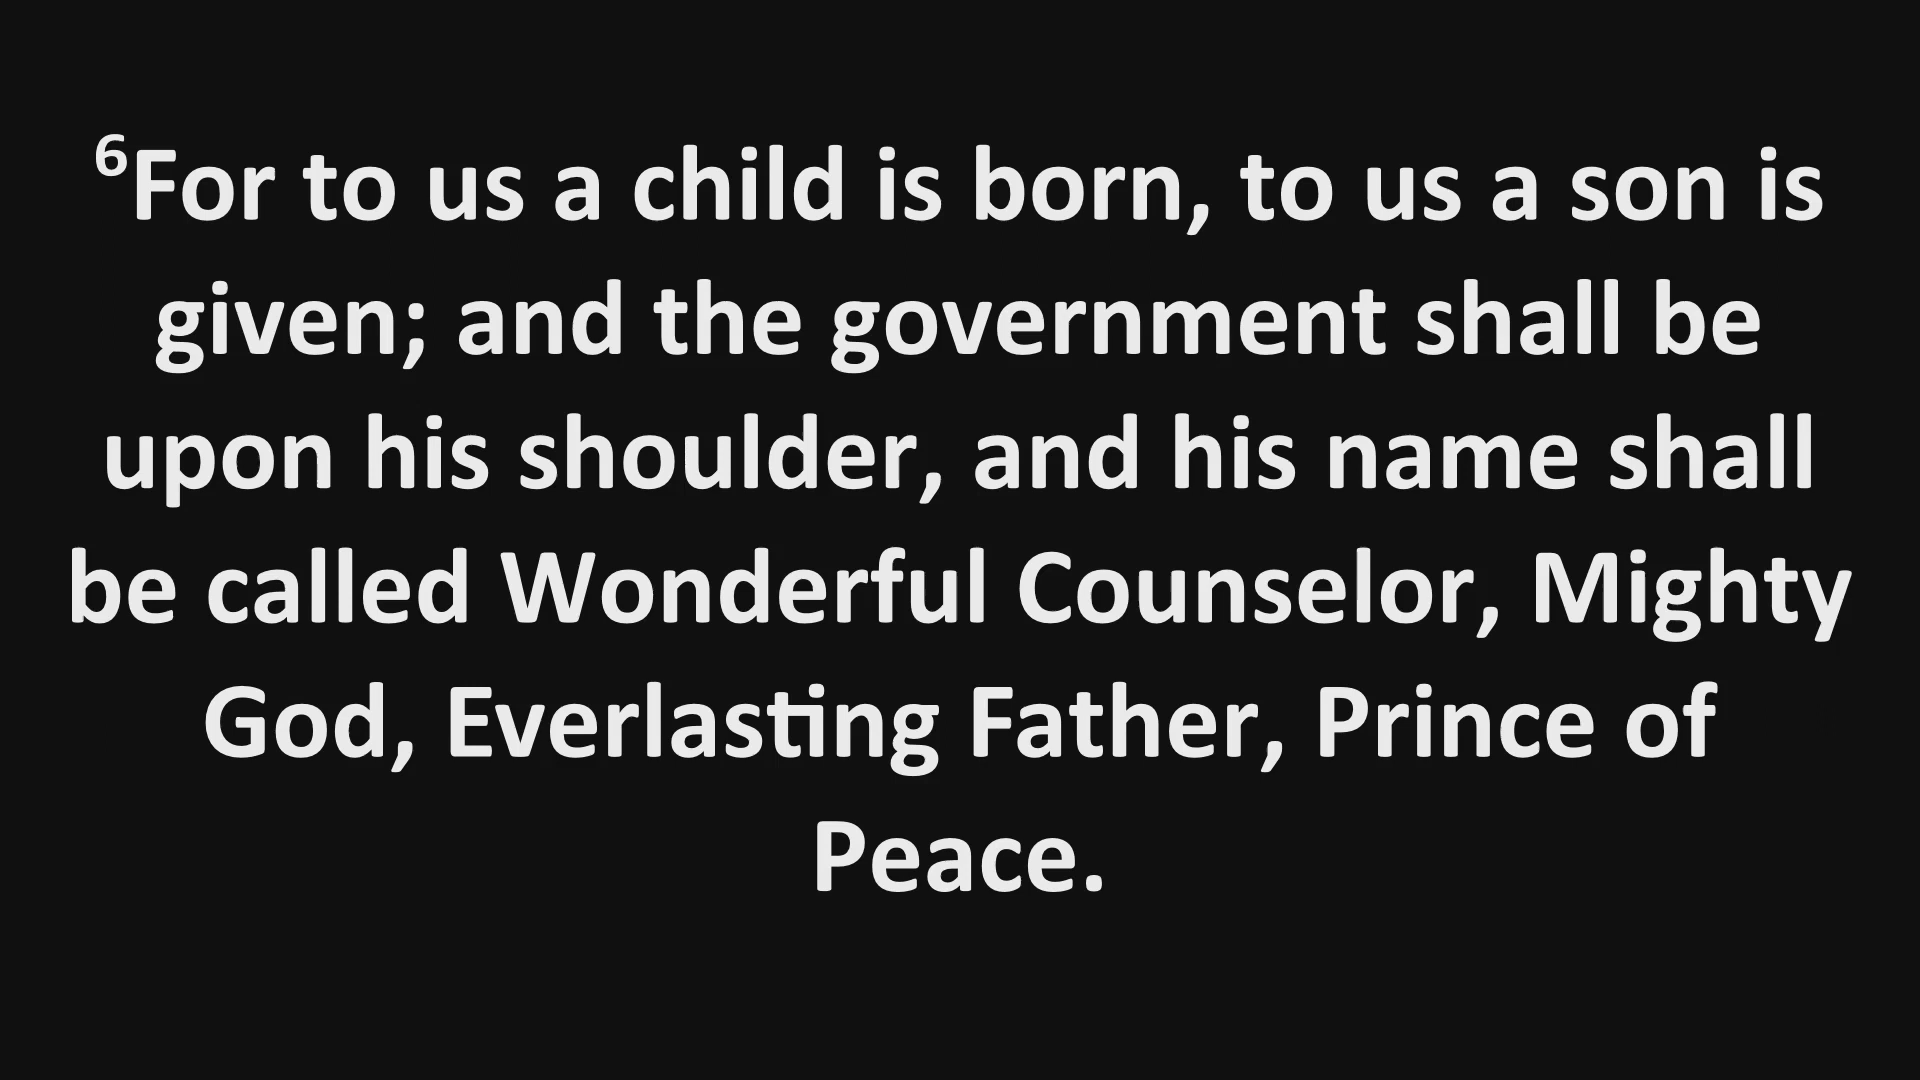 ⁶For to us a child is born, to us a son is
given; and the government shall be
upon his shoulder, and his name shall
be called Wonderful Counselor, Mighty
God, Everlasting Father, Prince of
Peace.